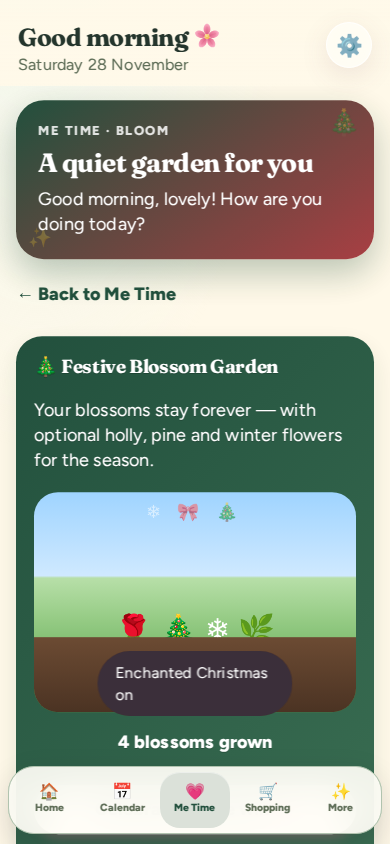 Good morning 🌸
Saturday 28 November
ME TIME · BLOOM
A quiet garden for you
Good morning, lovely! How are you
doing today?
← Back to Me Time
🎄 Festive Blossom Garden
Your blossoms stay forever — with
optional holly, pine and winter flowers
for the season.
Enchanted Christmas
on
4 blossoms grown
Home
Calendar
Me Time
Shopping
More